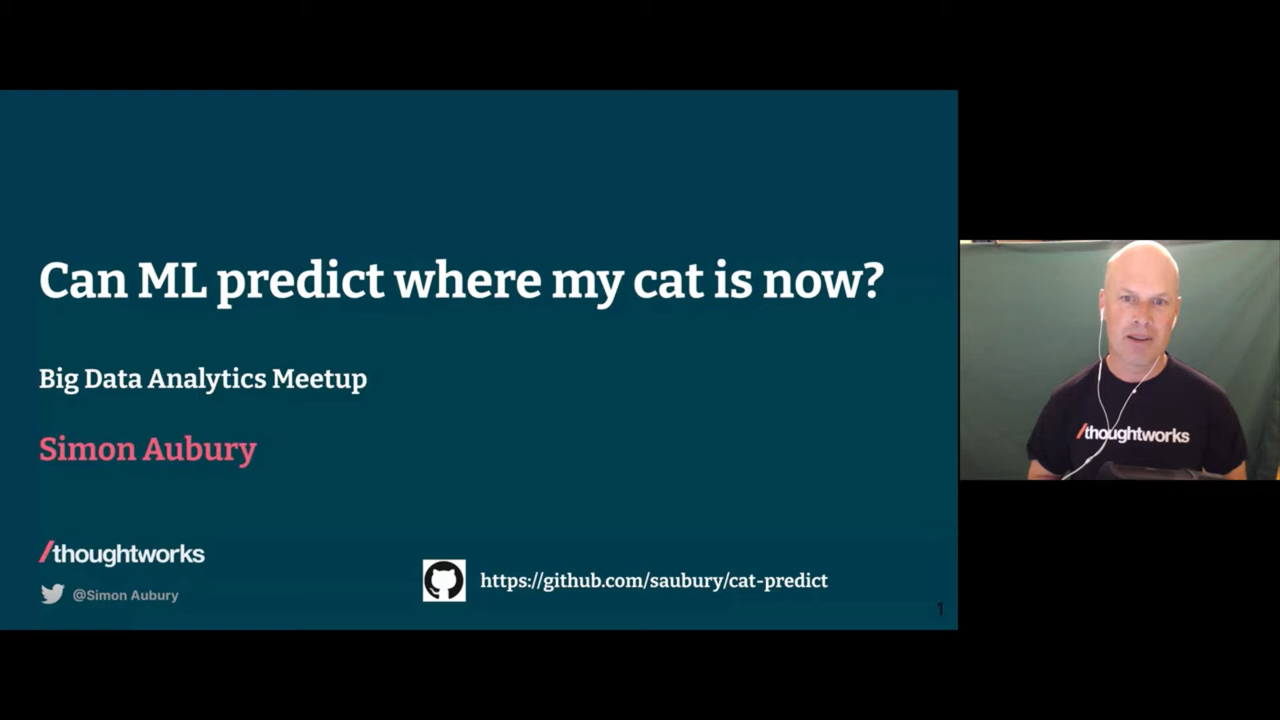 Can ML predict where my cat is now?
Big Data Analytics Meetup
Simon Aubury
/thoughtworks
@Simon Aubury
https://github.com/saubury/cat-predict
1
/thoughtworks